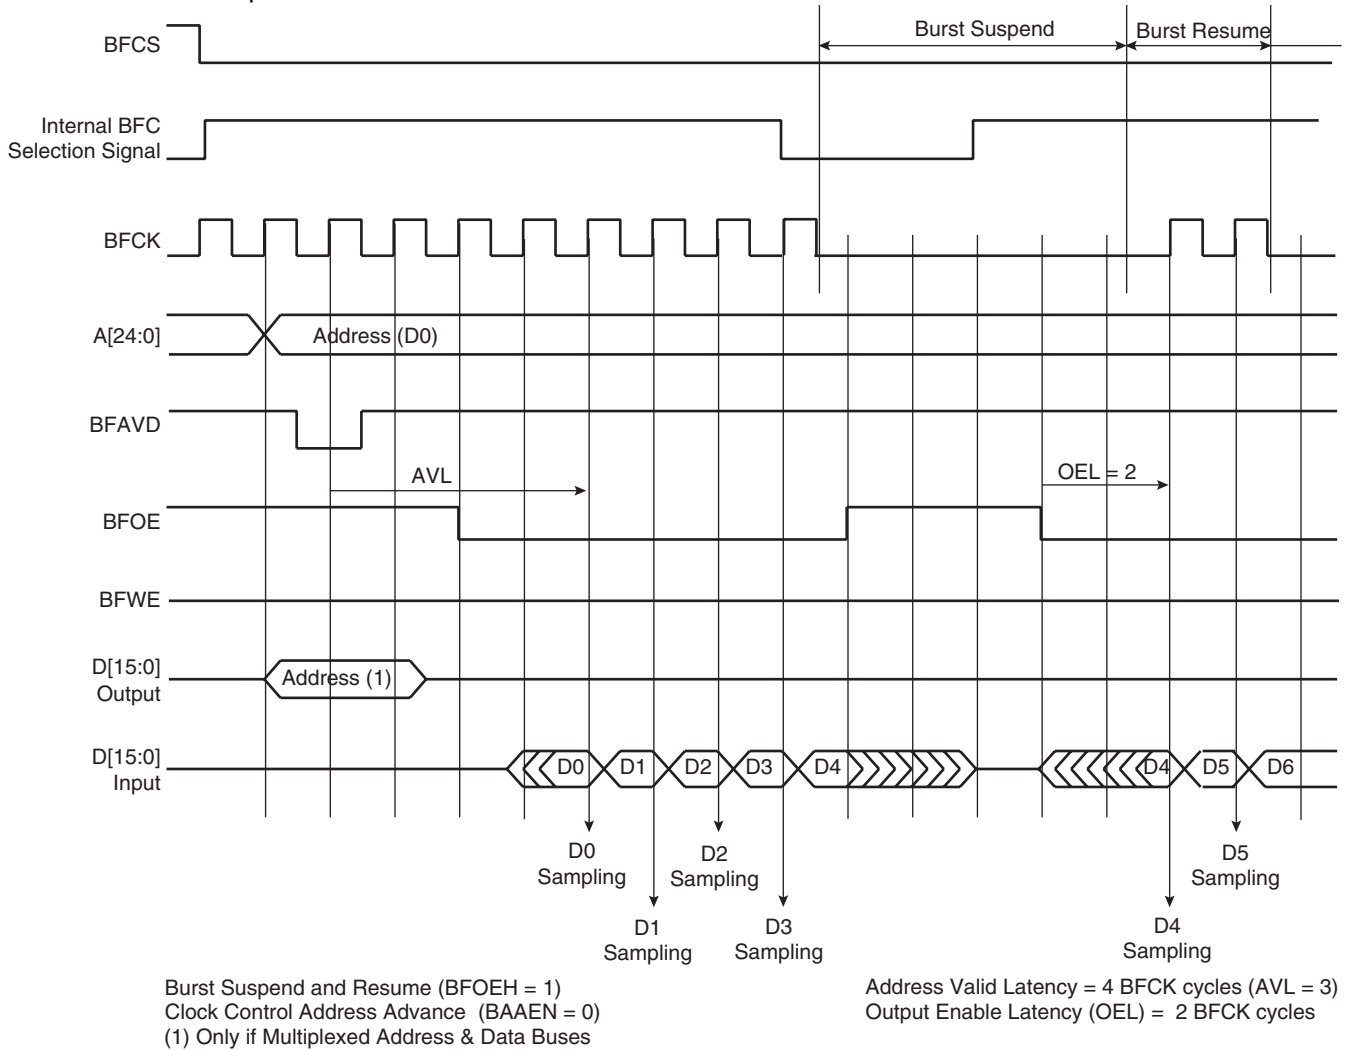 Burst Suspend
Burst Resume
BFCS
Internal BFC
Selection Signal
BFCK
A[24:0]
Address (D0)
BFAVD
AVL
OEL = 2
BFOE
BFWE
D[15:0]
Output
Address (1)
D[15:0]
Input
D0
D1
D2
D3
D4
D4
D5
D6
D0
Sampling
D2
Sampling
D5
Sampling
D1
Sampling
D3
Sampling
D4
Sampling
Burst Suspend and Resume (BFOEH = 1)
Clock Control Address Advance (BAAEN = 0)
(1) Only if Multiplexed Address & Data Buses
Address Valid Latency = 4 BFCK cycles (AVL = 3)
Output Enable Latency (OEL) = 2 BFCK cycles